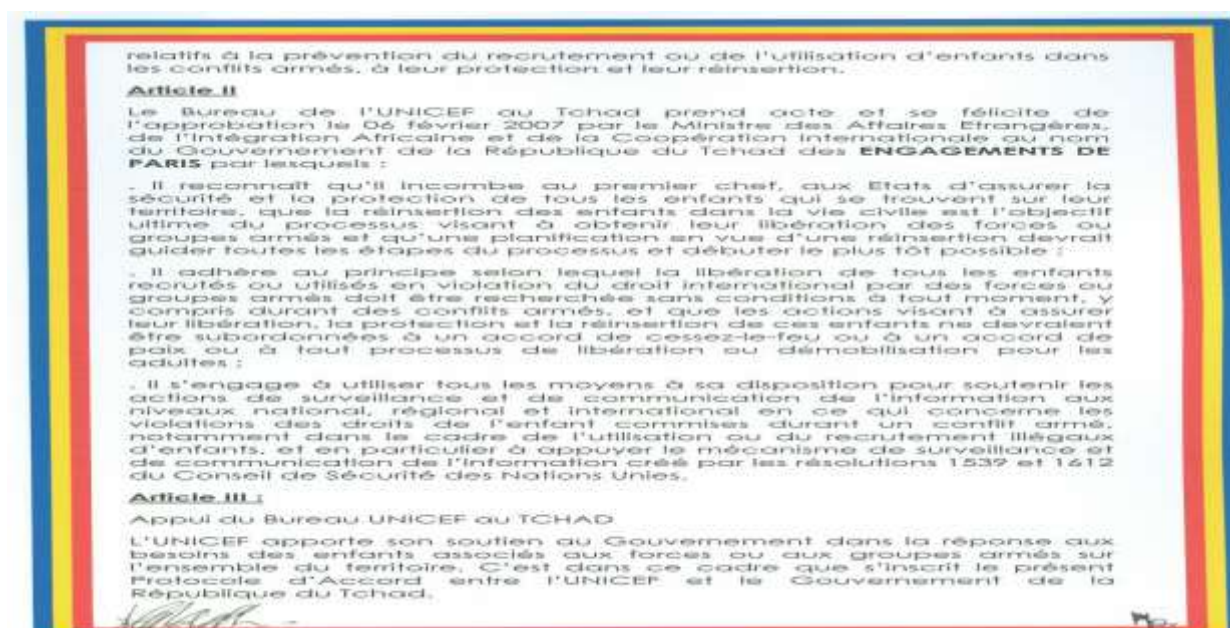 relatifs à la prévention du recrutement ou de l'utilisation d'enfants dans
les conflits armés, à leur protection et leur réinsertion.
Article II
Le Bureau de l'UNICEF au Tchad prend acte et se félicite de
l'approbation le 06 février 2007 par le Ministre des Affaires Etrangères,
de l'Intégration Africaine et de la Coopération Internationale au nom
du Gouvernement de la République du Tchad des ENGAGEMENTS DE
PARIS par lesquels :
. Il reconnaît qu'il incombe au premier chef, aux Etats d'assurer la
sécurité et la protection de tous les enfants qui se trouvent sur leur
territoire, que la réinsertion des enfants dans la vie civile est l'objectif
ultime du processus visant à obtenir leur libération des forces ou
groupes armés et qu'une planification en vue d'une réinsertion devrait
guider toutes les étapes du processus et débuter le plus tôt possible ;
. Il adhère au principe selon lequel la libération de tous les enfants
recrutés ou utilisés en violation du droit international par des forces ou
groupes armés doit être recherchée sans conditions à tout moment, y
compris durant des conflits armés, et que les actions visant à assurer
leur libération, la protection et la réinsertion de ces enfants ne devraient
être subordonnées à un accord de cessez-le-feu ou à un accord de
paix ou à tout processus de libération ou démobilisation pour les
adultes ;
. Il s'engage à utiliser tous les moyens à sa disposition pour soutenir les
actions de surveillance et de communication de l'information aux
niveaux national, régional et international en ce qui concerne les
violations des droits de l'enfant commises durant un conflit armé,
notamment dans le cadre de l'utilisation ou du recrutement illégaux
d'enfants, et en particulier à appuyer le mécanisme de surveillance et
de communication de l'information créé par les résolutions 1539 et 1612
du Conseil de Sécurité des Nations Unies.
Article III :
Appui du Bureau UNICEF au TCHAD
L'UNICEF apporte son soutien au Gouvernement dans la réponse aux
besoins des enfants associés aux forces ou aux groupes armés sur
l'ensemble du territoire. C'est dans ce cadre que s'inscrit le présent
Protocole d'Accord entre l'UNICEF et le Gouvernement de la
République du Tchad.